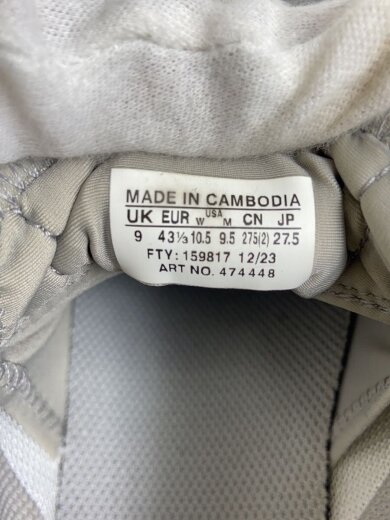 MADE IN CAMBODIA
UK EUR W USA M CN JP
9 43⅓ 10.5 9.5 275(2) 27.5
FTY: 159817 12/23
ART NO. 474448